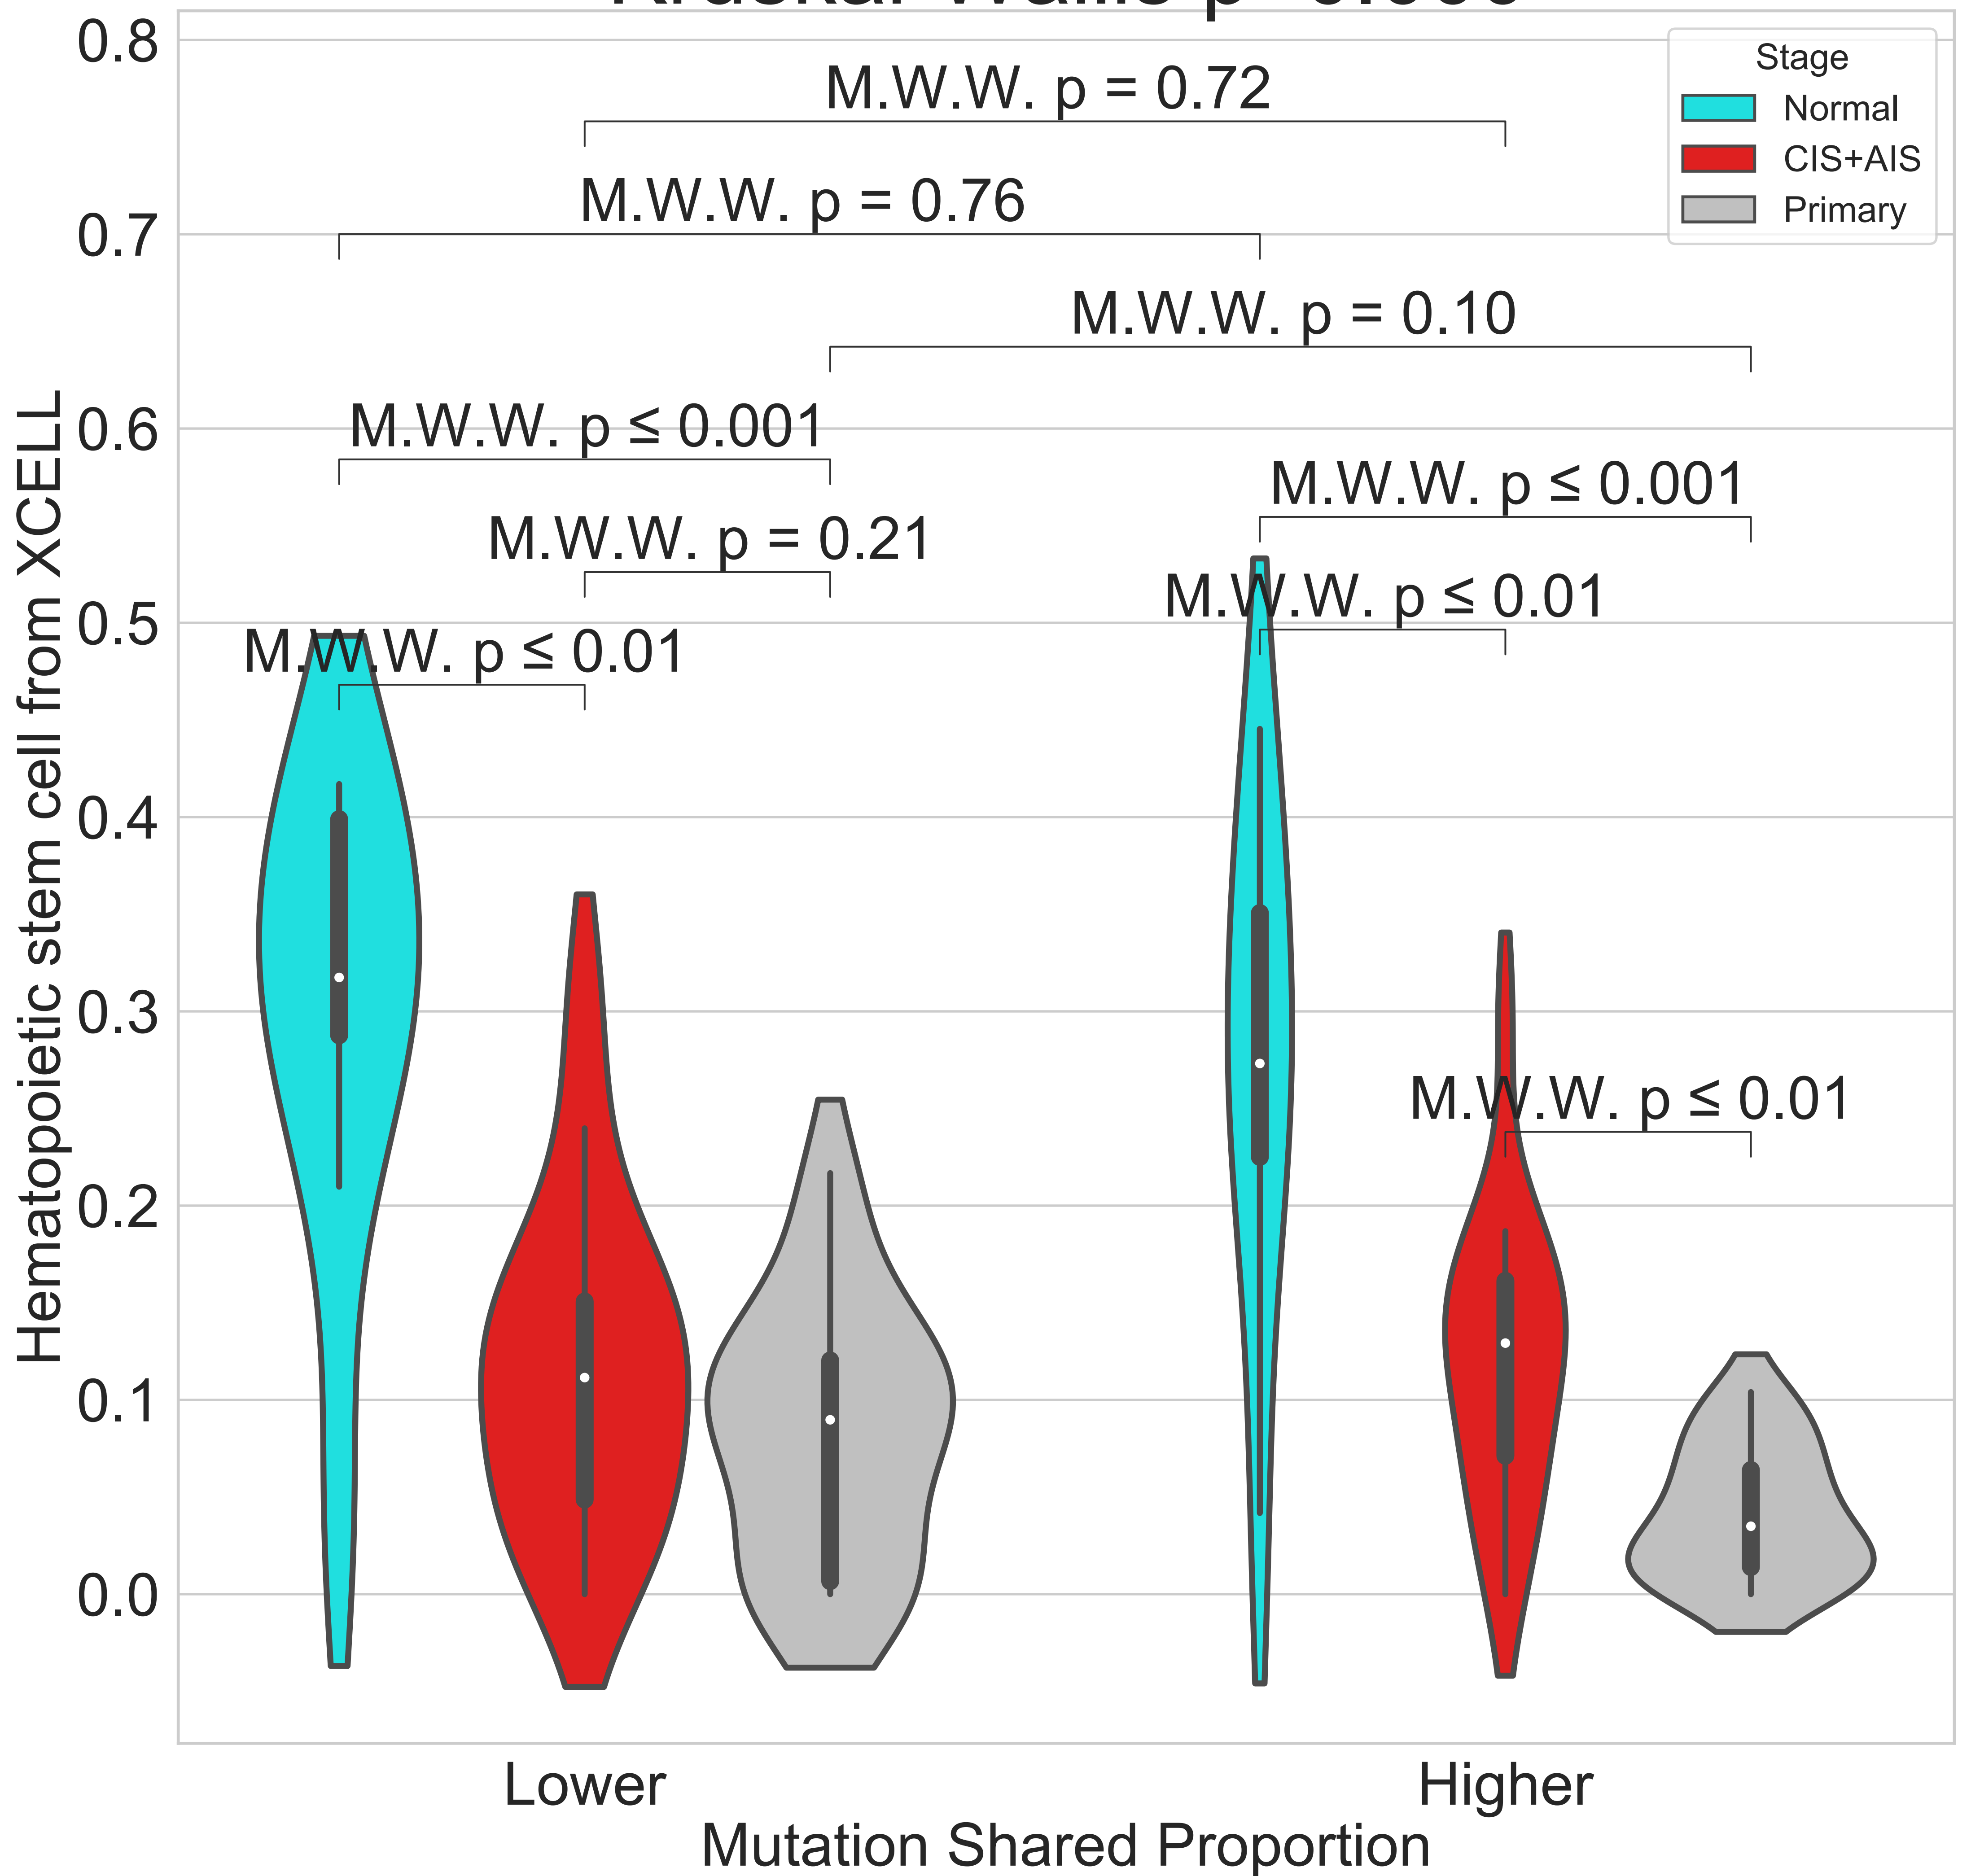 0.8
0.7
0.6
0.5
0.4
0.3
0.2
0.1
0.0
Hematopoietic stem cell from XCELL
Stage
Normal
CIS+AIS
Primary
M.W.W. p = 0.72
M.W.W. p = 0.76
M.W.W. p = 0.10
M.W.W. p ≤ 0.001
M.W.W. p ≤ 0.001
M.W.W. p = 0.21
M.W.W. p ≤ 0.01
M.W.W. p ≤ 0.01
M.W.W. p ≤ 0.01
Lower
Higher
Mutation Shared Proportion